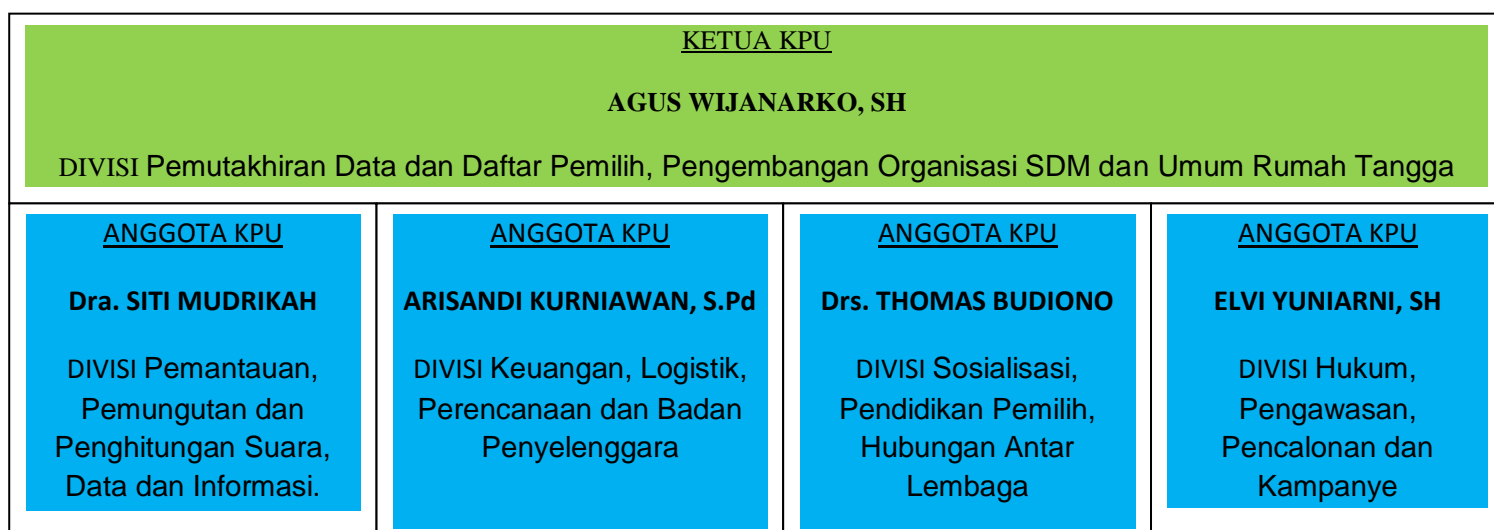 KETUA KPU
AGUS WIJANARKO, SH
DIVISI Pemutakhiran Data dan Daftar Pemilih, Pengembangan Organisasi SDM dan Umum Rumah Tangga
ANGGOTA KPU
Dra. SITI MUDRIKAH
DIVISI Pemantauan,
Pemungutan dan
Penghitungan Suara,
Data dan Informasi.
ANGGOTA KPU
ARISANDI KURNIAWAN, S.Pd
DIVISI Keuangan, Logistik,
Perencanaan dan Badan
Penyelenggara
ANGGOTA KPU
Drs. THOMAS BUDIONO
DIVISI Sosialisasi,
Pendidikan Pemilih,
Hubungan Antar
Lembaga
ANGGOTA KPU
ELVI YUNIARNI, SH
DIVISI Hukum,
Pengawasan,
Pencalonan dan
Kampanye